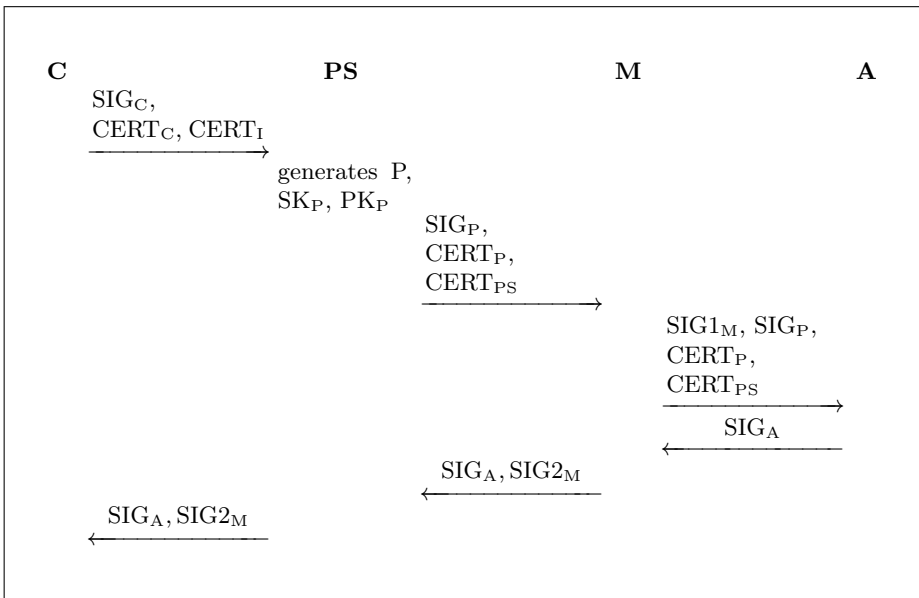 C PS M A
SIG_C,
CERT_C, CERT_I
generates P,
SK_P, PK_P
SIG_P,
CERT_P,
CERT_PS
SIG1_M, SIG_P,
CERT_P,
CERT_PS
SIG_A
SIG_A, SIG2_M
SIG_A, SIG2_M